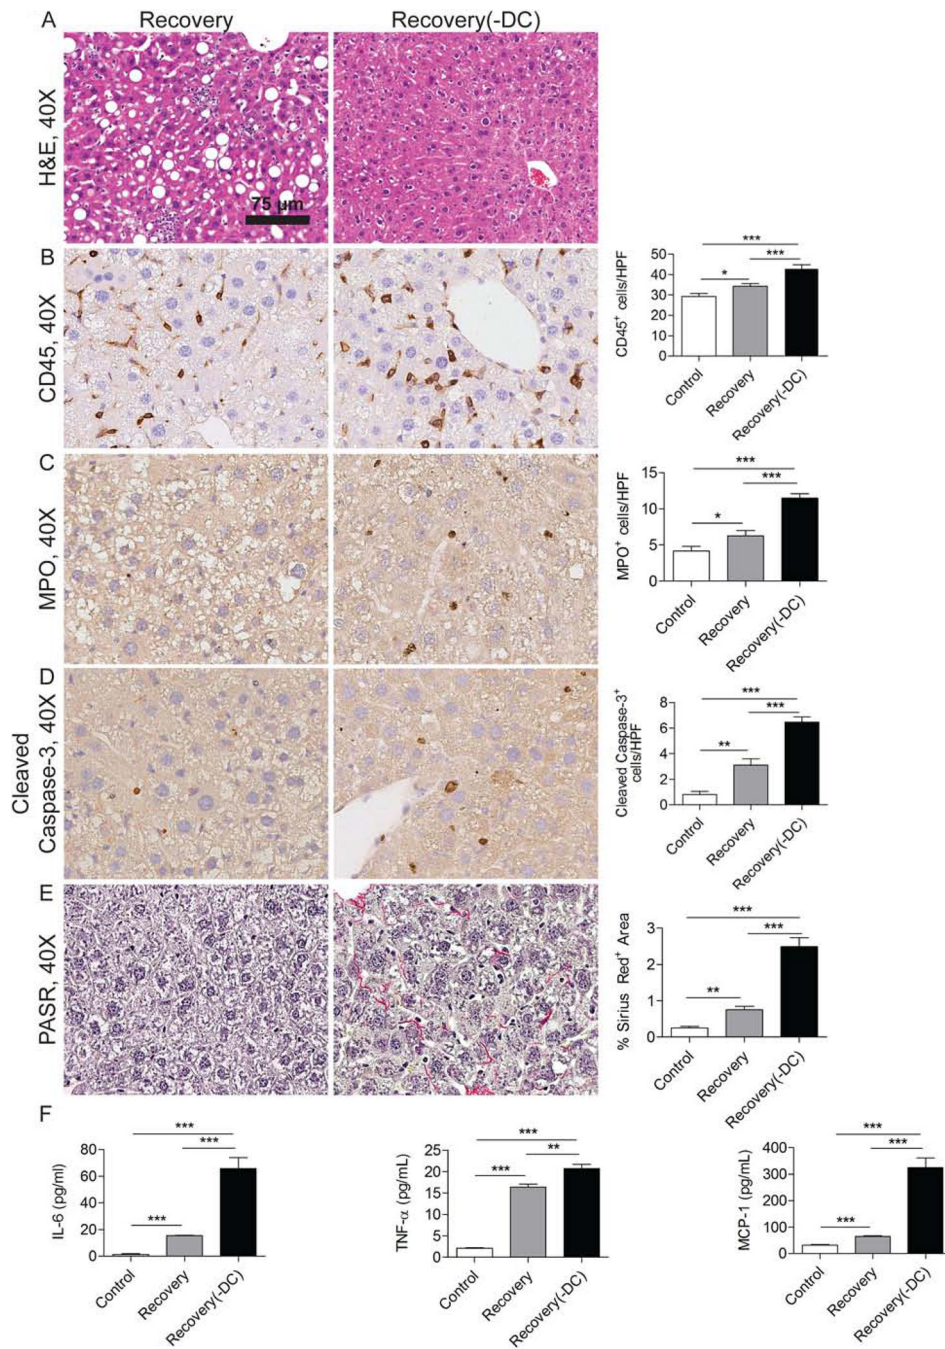 A Recovery Recovery(-DC)
H&E, 40X
75 µm
B
CD45, 40X
*** 
***
*
CD45+ cells/HPF
50
40
30
20
10
0
Control
Recovery
Recovery(-DC)
C
MPO, 40X
***
***
*
MPO+ cells/HPF
15
10
5
0
Control
Recovery
Recovery(-DC)
D
Cleaved
Caspase-3, 40X
***
***
**
Cleaved Caspase-3+
cells/HPF
8
6
4
2
0
Control
Recovery
Recovery(-DC)
E
PASR, 40X
***
***
**
% Sirius Red+ Area
3
2
1
0
Control
Recovery
Recovery(-DC)
F
***
***
***
IL-6 (pg/ml)
80
60
40
20
0
Control
Recovery
Recovery(-DC)
***
**
***
TNF-α (pg/mL)
25
20
15
10
5
0
Control
Recovery
Recovery(-DC)
***
***
***
MCP-1 (pg/mL)
400
300
200
100
0
Control
Recovery
Recovery(-DC)